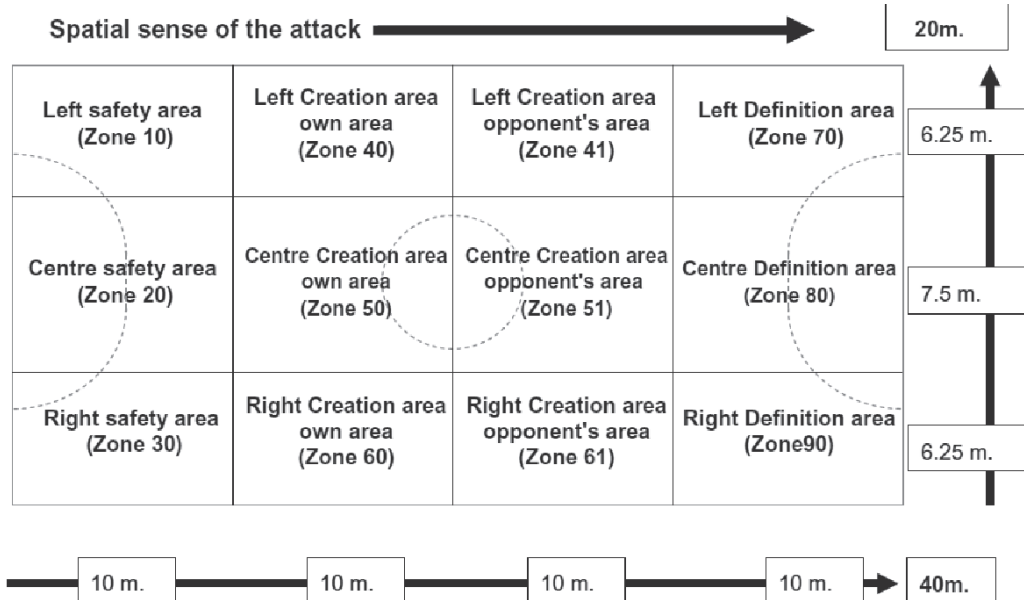 Spatial sense of the attack
20m.
Left safety area
(Zone 10)
Left Creation area
own area
(Zone 40)
Left Creation area
opponent's area
(Zone 41)
Left Definition area
(Zone 70)
6.25 m.
Centre safety area
(Zone 20)
Centre Creation area
own area
(Zone 50)
Centre Creation area
opponent's area
(Zone 51)
Centre Definition area
(Zone 80)
7.5 m.
Right safety area
(Zone 30)
Right Creation area
own area
(Zone 60)
Right Creation area
opponent's area
(Zone 61)
Right Definition area
(Zone90)
6.25 m.
10 m.
10 m.
10 m.
10 m.
40m.